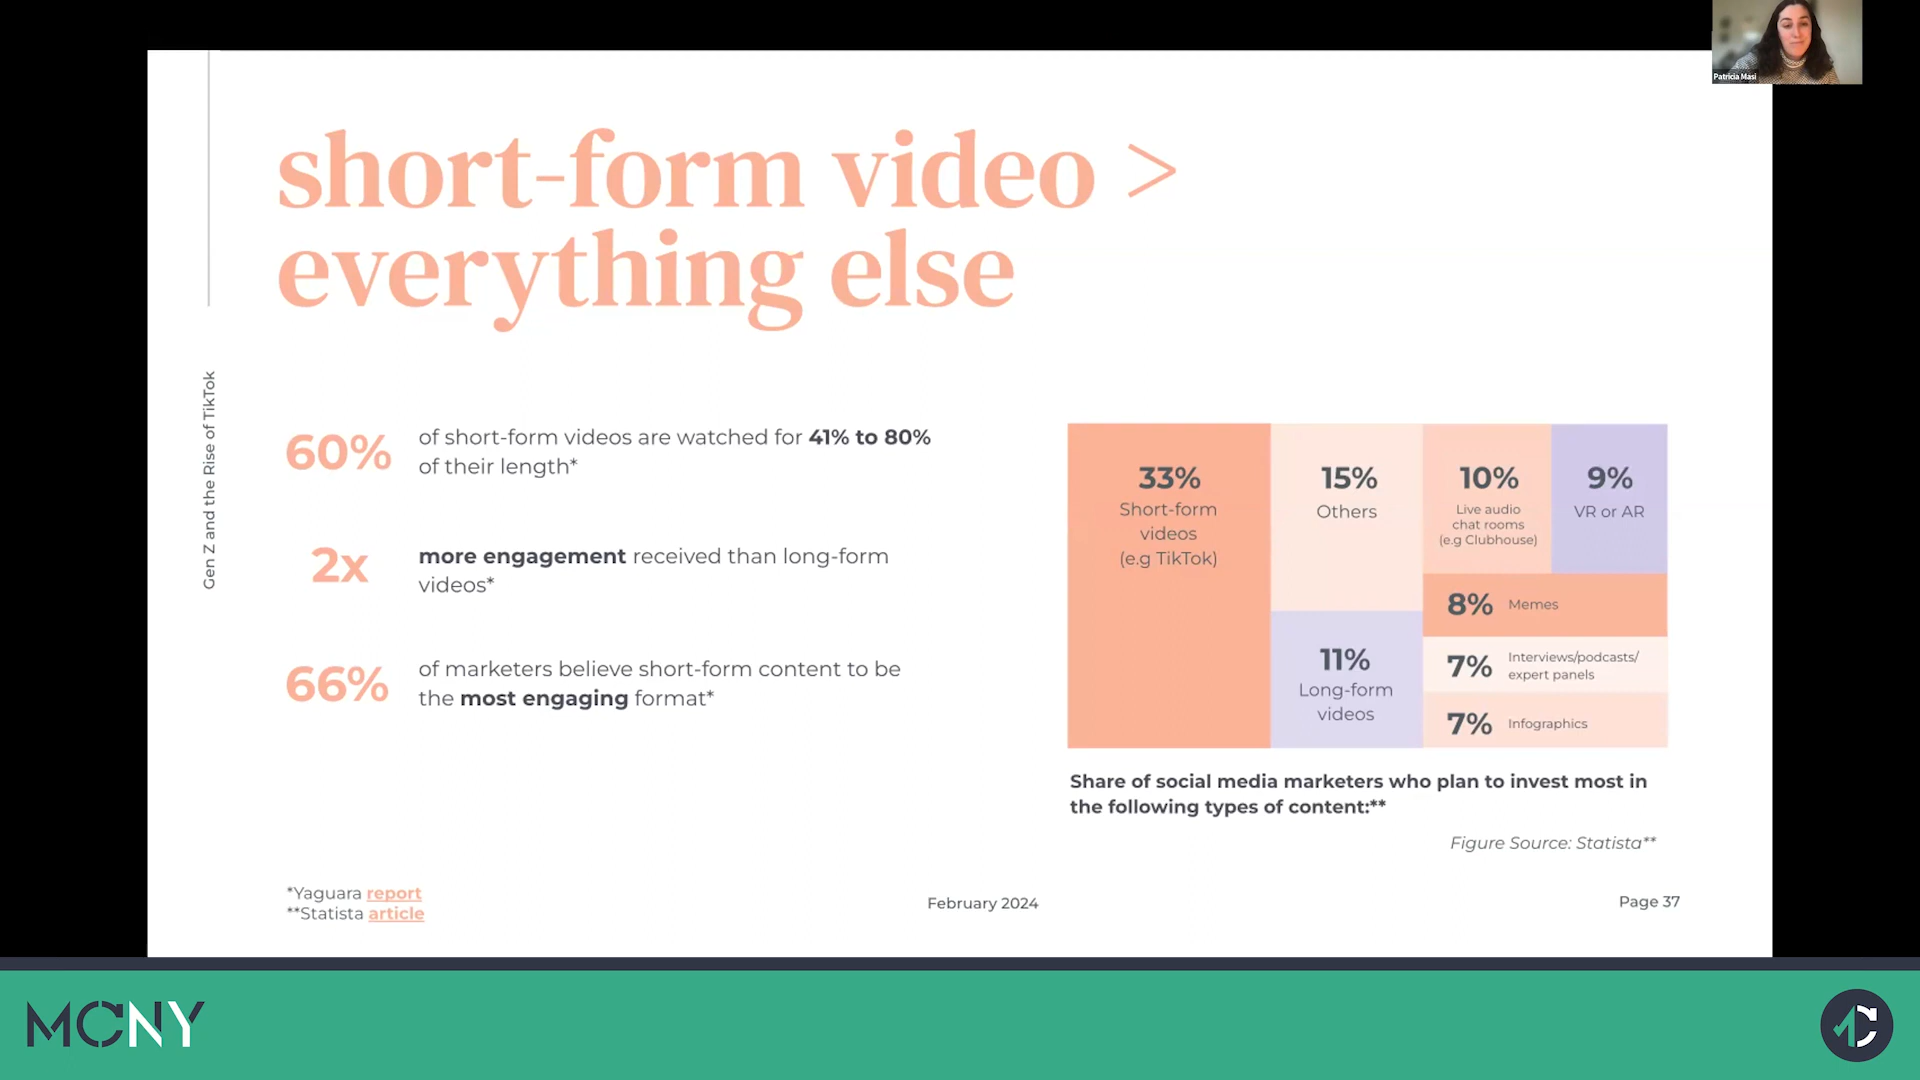 Patricia Masi
short-form video >
everything else
Gen Z and the Rise of TikTok
60%
of short-form videos are watched for 41% to 80%
of their length*
2x
more engagement received than long-form
videos*
66%
of marketers believe short-form content to be
the most engaging format*
33%
Short-form
videos
(e.g TikTok)
15%
Others
11%
Long-form
videos
10%
Live audio
chat rooms
(e.g Clubhouse)
9%
VR or AR
8% Memes
7% Interviews/podcasts/
expert panels
7% Infographics
Share of social media marketers who plan to invest most in
the following types of content:**
Figure Source: Statista**
*Yaguara report
**Statista article
February 2024
Page 37
MCNY